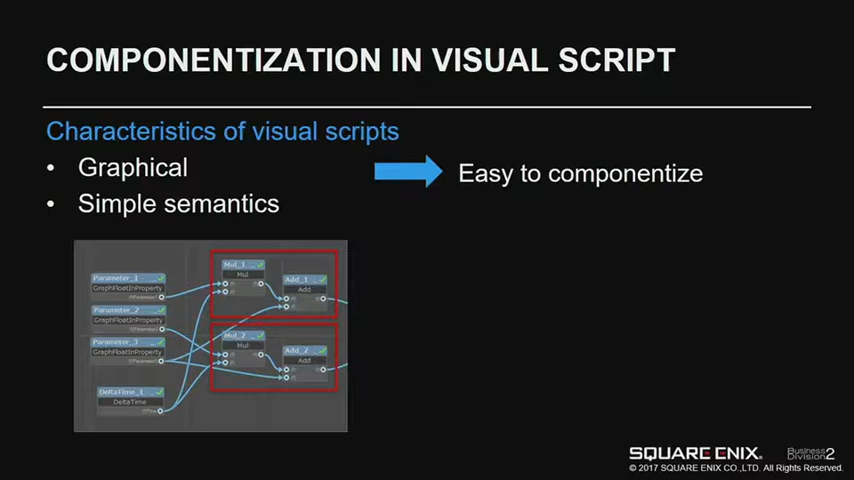 COMPONENTIZATION IN VISUAL SCRIPT
Characteristics of visual scripts
• Graphical
• Simple semantics
Easy to componentize
Parameter_1
GraphFloatInProperty
Parameter_2
GraphFloatInProperty
Parameter_3
GraphFloatInProperty
DeltaTime_1
DeltaTime
Mul_1
Mul
Add_1
Add
Mul_2
Mul
Add_2
Add
SQUARE ENIX.
Business Division 2
© 2017 SQUARE ENIX CO.,LTD. All Rights Reserved.